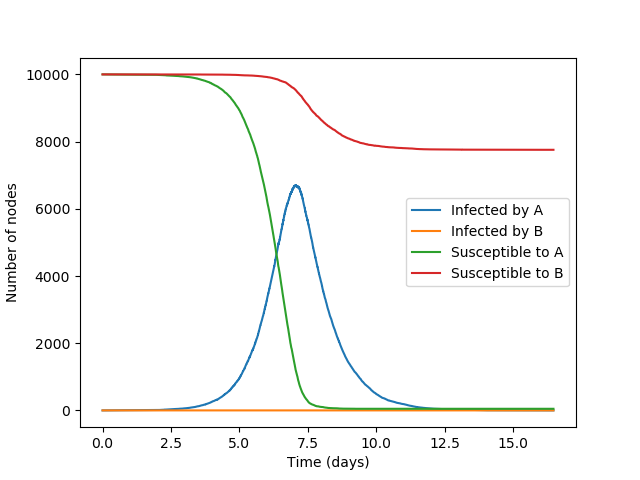 10000
8000
6000
4000
2000
0
Number of nodes
Infected by A
Infected by B
Susceptible to A
Susceptible to B
0.0 2.5 5.0 7.5 10.0 12.5 15.0
Time (days)